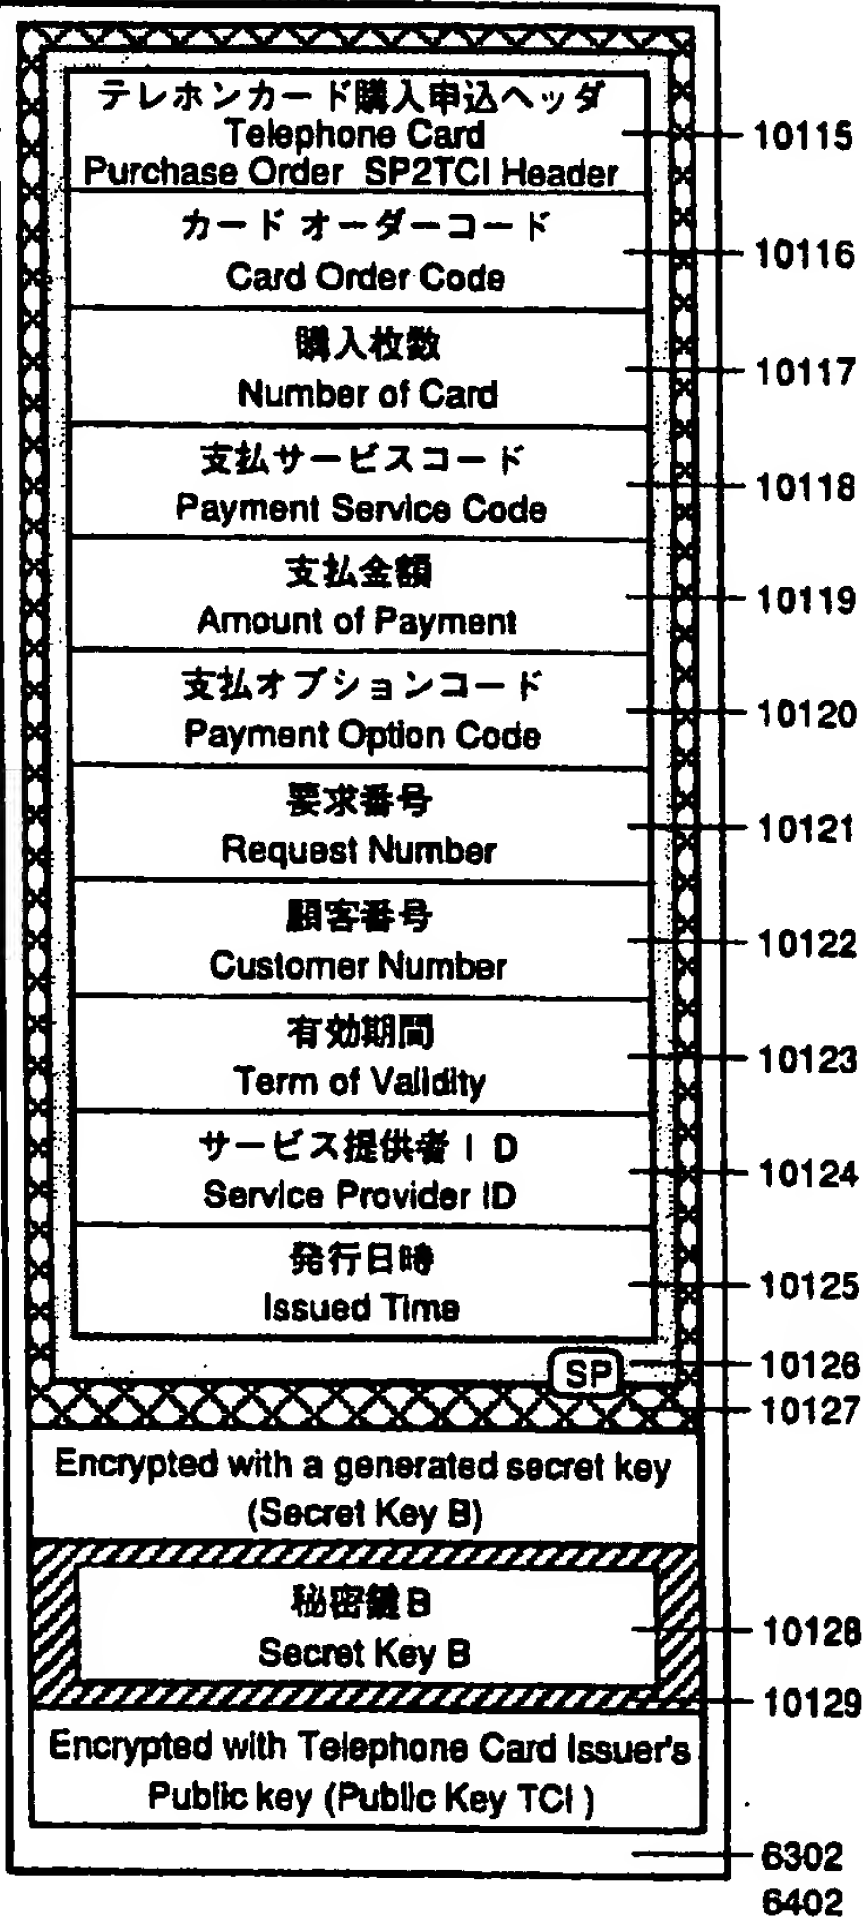 テレホンカード購入申込ヘッダ
Telephone Card
Purchase Order SP2TCI Header
10115
カード オーダーコード
Card Order Code
10116
購入枚数
Number of Card
10117
支払サービスコード
Payment Service Code
10118
支払金額
Amount of Payment
10119
支払オプションコード
Payment Option Code
10120
要求番号
Request Number
10121
顧客番号
Customer Number
10122
有効期間
Term of Validity
10123
サービス提供者ID
Service Provider ID
10124
発行日時
Issued Time
10125
SP
10126
10127
Encrypted with a generated secret key
(Secret Key B)
秘密鍵B
Secret Key B
10128
10129
Encrypted with Telephone Card Issuer's
Public key (Public Key TCI )
6302
6402